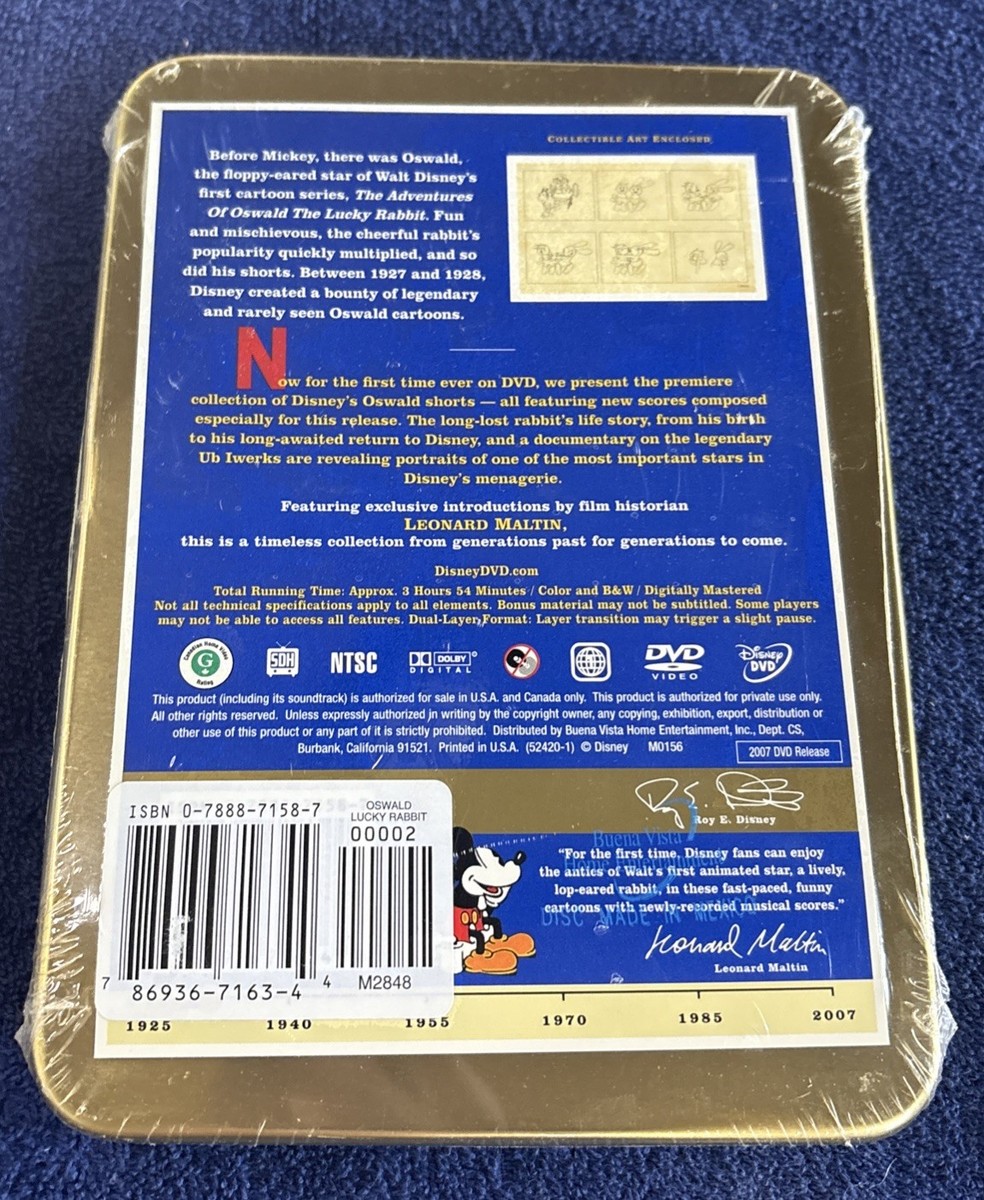 COLLECTIBLE ART ENCLOSED
Before Mickey, there was Oswald,
the floppy-eared star of Walt Disney's
first cartoon series, The Adventures
Of Oswald The Lucky Rabbit. Fun
and mischievous, the cheerful rabbit's
popularity quickly multiplied, and so
did his shorts. Between 1927 and 1928,
Disney created a bounty of legendary
and rarely seen Oswald cartoons.
Now for the first time ever on DVD, we present the premiere
collection of Disney's Oswald shorts — all featuring new scores composed
especially for this release. The long-lost rabbit's life story, from his birth
to his long-awaited return to Disney, and a documentary on the legendary
Ub Iwerks are revealing portraits of one of the most important stars in
Disney's menagerie.
Featuring exclusive introductions by film historian
LEONARD MALTIN,
this is a timeless collection from generations past for generations to come.
DisneyDVD.com
Total Running Time: Approx. 3 Hours 54 Minutes / Color and B&W / Digitally Mastered
Not all technical specifications apply to all elements. Bonus material may not be subtitled. Some players
may not be able to access all features. Dual-Layer Format: Layer transition may trigger a slight pause.
Canadian Home Video
G
Rating
SDH
NTSC
DOLBY
DIGITAL
DVD
VIDEO
DISNEY
DVD
This product (including its soundtrack) is authorized for sale in U.S.A. and Canada only. This product is authorized for private use only.
All other rights reserved. Unless expressly authorized in writing by the copyright owner, any copying, exhibition, export, distribution or
other use of this product or any part of it is strictly prohibited. Distributed by Buena Vista Home Entertainment, Inc., Dept. CS,
Burbank, California 91521. Printed in U.S.A. (52420-1) © Disney M0156
2007 DVD Release
Roy E. Disney
ISBN 0-7888-7158-7
OSWALD
LUCKY RABBIT
00002
7 86936-7163-4 4
M2848
Buena Vista
Home Entertainment
DISC MADE IN MEXICO
"For the first time, Disney fans can enjoy
the antics of Walt's first animated star, a lively,
lop-eared rabbit, in these fast-paced, funny
cartoons with newly-recorded musical scores."
Leonard Maltin
Leonard Maltin
1925 1940 1955 1970 1985 2007